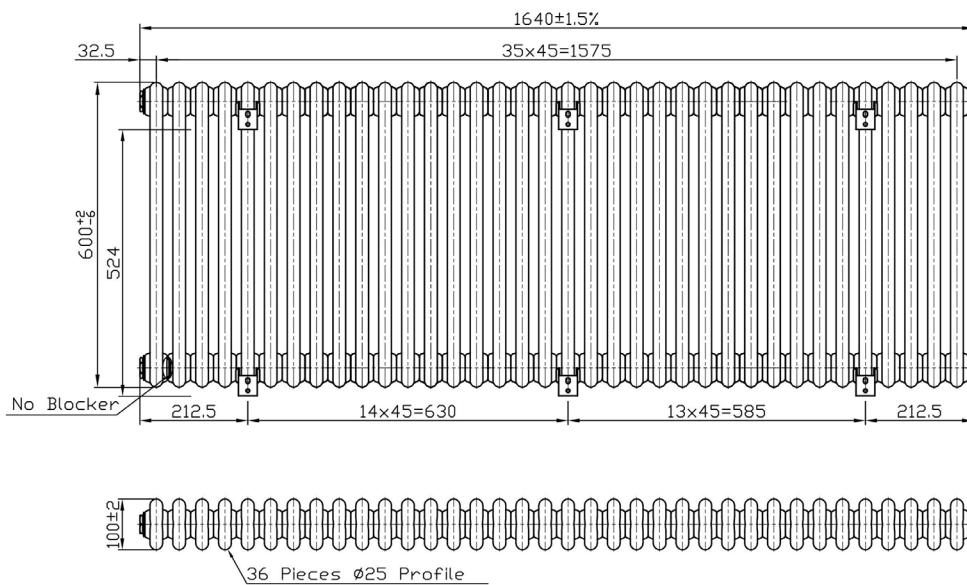 1640±1.5%
32.5
35x45=1575
600±2/-6
524
No Blocker
212.5
14x45=630
13x45=585
212.5
100±2
36 Pieces ø25 Profile